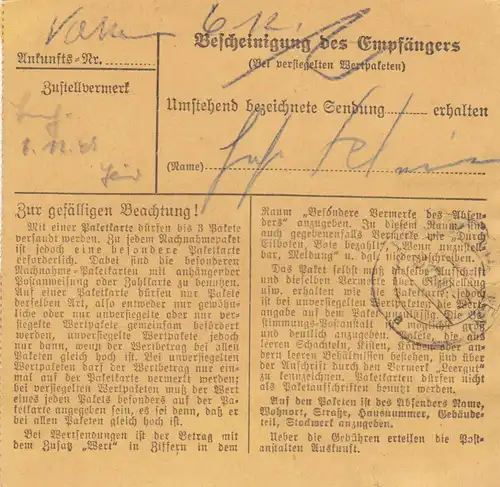 6 12.
Ankunfts-Nr.
Bescheinigung des Empfängers
(Bei versiegelten Wertpaketen)
Zustellvermerk
Umstehend bezeichnete Sendung erhalten
(Name)
Zur gefälligen Beachtung!
Mit einer Paketkarte dürfen bis 3 Pakete
versandt werden. Zu jedem Nachnahmepaket
ist jedoch eine besondere Paketkarte
erforderlich. Dabei sind die besonderen
Nachnahme-Paketkarten mit anhängender
Postanweisung oder Zahlkarte zu benutzen.
Auf einer Paketkarte dürfen nur Pakete
derselben Art, also entweder nur gewöhn-
liche oder nur unversiegelte oder nur ver-
siegelte Wertpakete gemeinsam befördert
werden, unversiegelte Wertpakete jedoch
nur dann, wenn der Wertbetrag bei allen
Paketen gleich hoch ist. Bei unversiegelten
Wertpaketen darf der Wertbetrag nur ein-
mal auf der Paketkarte vermerkt werden;
bei versiegelten Wertpaketen muß der Wert
eines jeden Pakets besonders auf der Pa-
ketkarte angegeben sein, es sei denn, daß er
bei allen Paketen gleich hoch ist.
Bei Wertsendungen ist der Betrag mit
dem Zusatz „Wert“ in Ziffern in dem
Raum „Besondere Vermerke des Absen-
ders“ anzugeben. In diesem Raum sind
auch gegebenenfalls Vermerke wie „Durch
Eilboten, Bote bezahlt“, „Wenn unzustell-
bar, Meldung“ u. dgl. niederzuschreiben.
Das Paket selbst muß dieselbe Aufschrift
und dieselben Vermerke über Eilzustellung
usw. erhalten wie die Paketkarte; jedoch
ist bei unversiegelten Wertpaketen die Wert-
angabe auf dem Paket unzulässig. Die Be-
stimmungs-Postanstalt ist möglichst groß
und deutlich anzugeben. Pakete, die aus
leeren Schachteln, Kisten, Körben oder an-
dern leeren Behältnissen bestehen, sind über
der Aufschrift durch den Vermerk „Leergut“
zu kennzeichnen. Paketkarten dürfen nicht
als Paketaufschriften benutzt werden.
Auf den Paketen ist des Absenders Name,
Wohnort, Straße, Hausnummer, Gebäude-
teil, Stockwerk anzugeben.
Ueber die Gebühren erteilen die Post-
anstalten Auskunft.